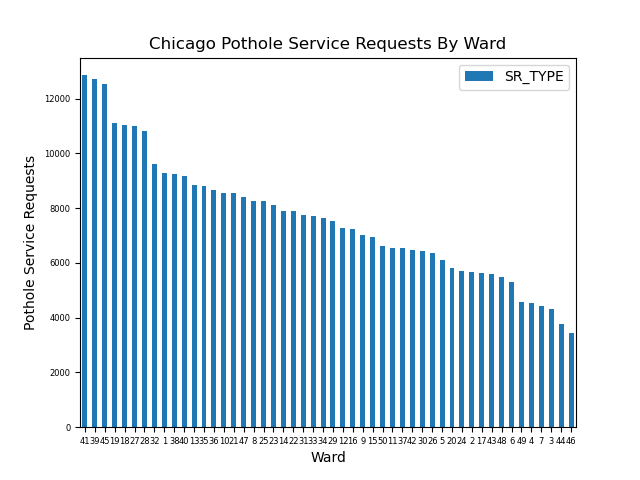 Chicago Pothole Service Requests By Ward
SR_TYPE
Pothole Service Requests
12000
10000
8000
6000
4000
2000
0
41 39 45 19 18 27 28 32 1 38 40 13 35 36 10 21 47 8 25 23 14 22 31 33 34 29 12 16 9 15 50 11 37 42 30 26 5 20 24 2 17 43 48 6 49 4 7 3 44 46
Ward